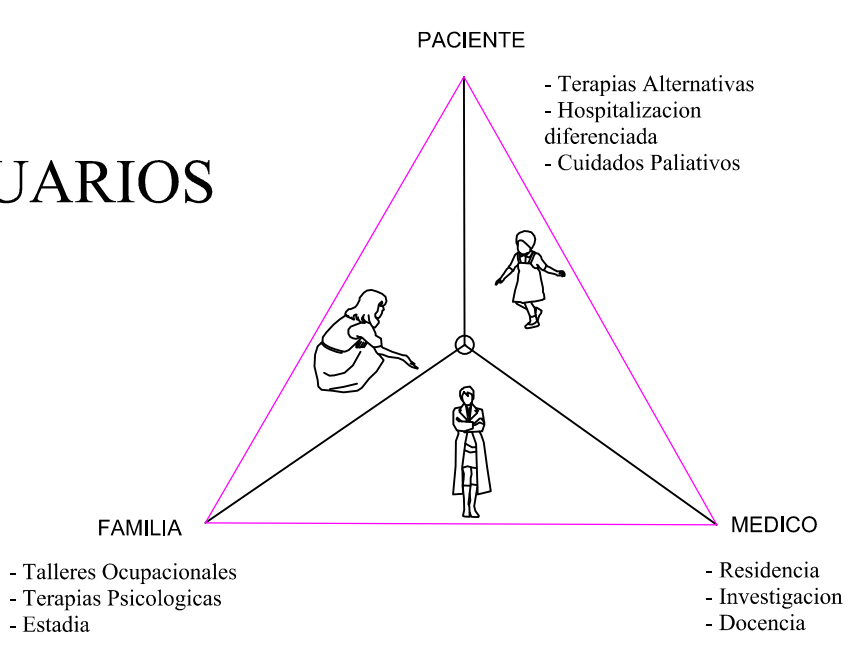 PACIENTE
- Terapias Alternativas
- Hospitalizacion
diferenciada
- Cuidados Paliativos
UARIOS
FAMILIA
- Talleres Ocupacionales
- Terapias Psicologicas
- Estadia
MEDICO
- Residencia
- Investigacion
- Docencia